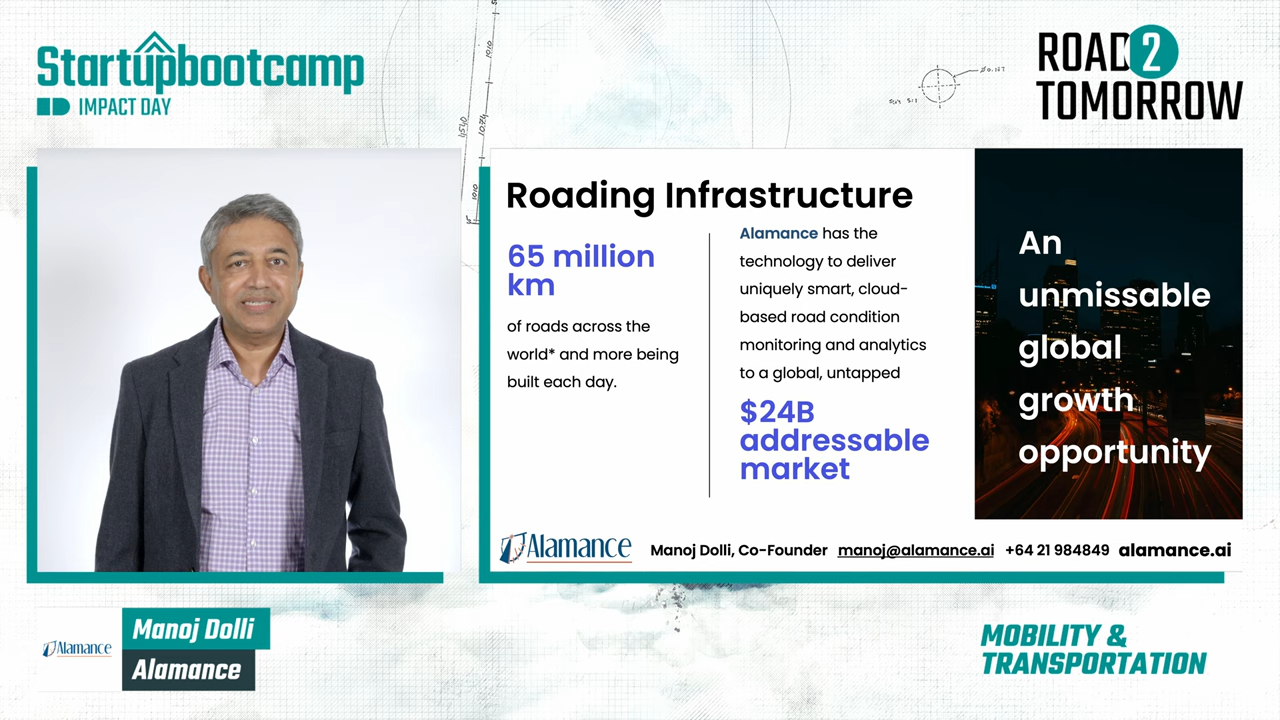 Startupbootcamp
IMPACT DAY
ROAD 2
TOMORROW
Roading Infrastructure
65 million
km
of roads across the
world* and more being
built each day.
Alamance has the
technology to deliver
uniquely smart, cloud-
based road condition
monitoring and analytics
to a global, untapped
$24B
addressable
market
An
unmissable
global
growth
opportunity
Alamance
Manoj Dolli, Co-Founder manoj@alamance.ai +64 21 984849 alamance.ai
Alamance
Manoj Dolli
Alamance
MOBILITY &
TRANSPORTATION